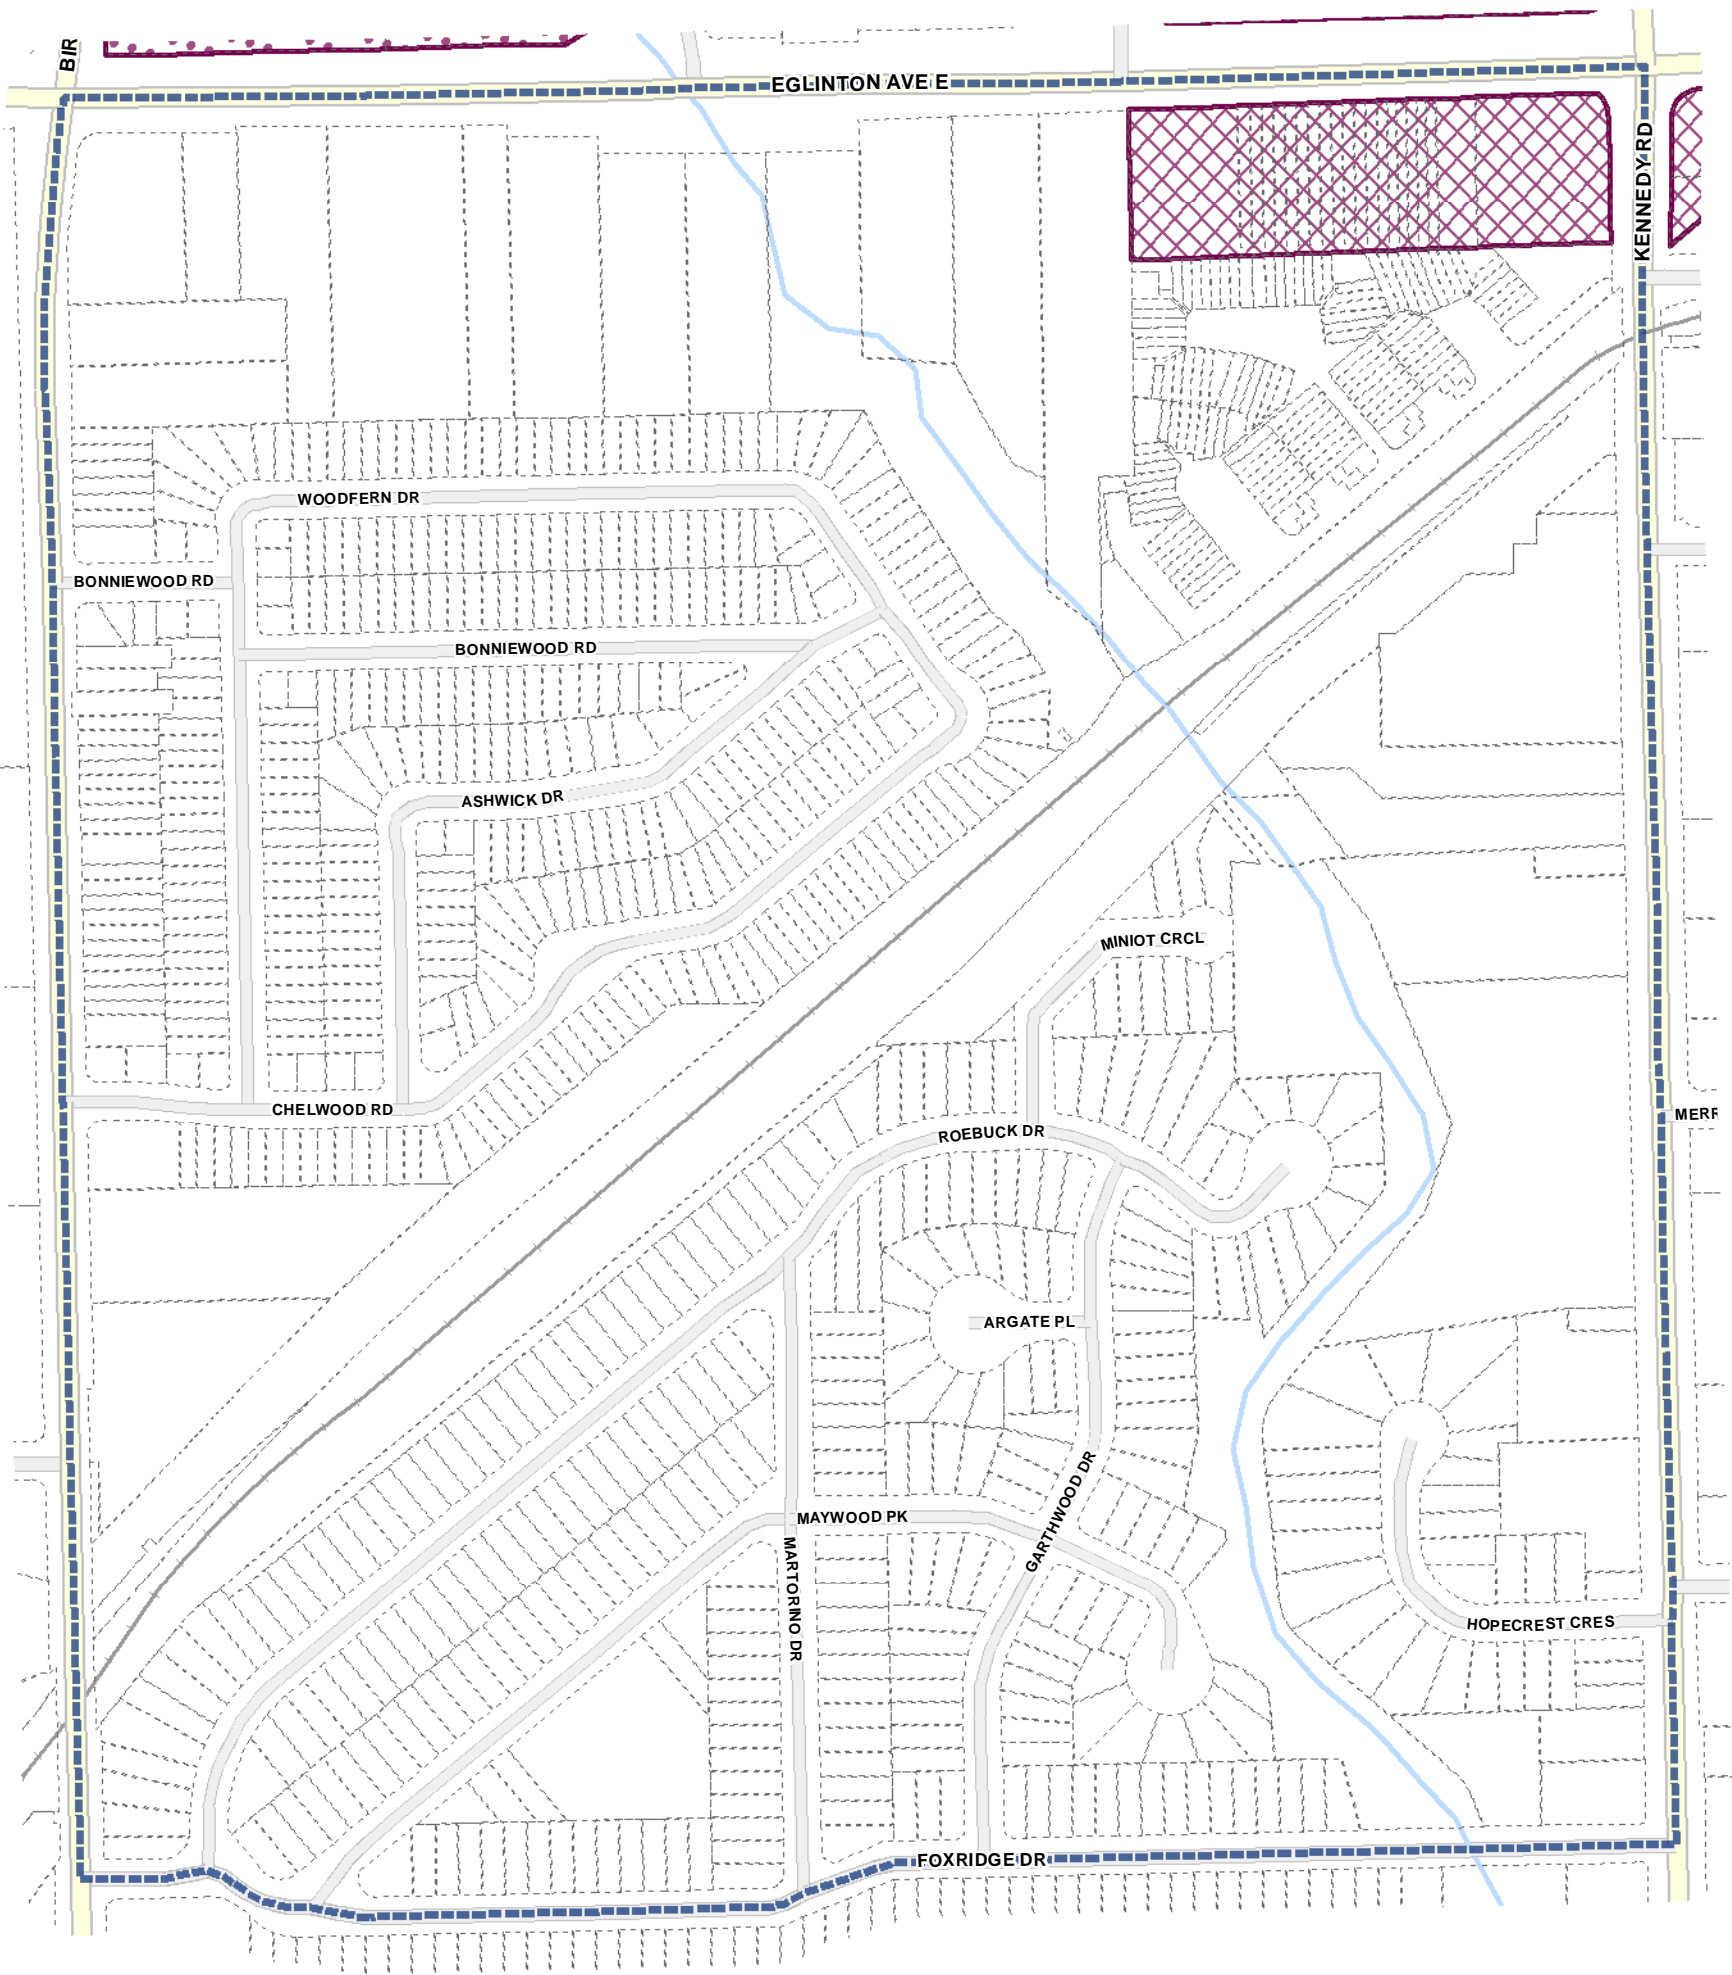 BIR
EGLINTON AVE E
KENNEDY RD
WOODFERN DR
BONNIEWOOD RD
BONNIEWOOD RD
ASHWICK DR
MINIOT CRCL
CHELWOOD RD
MERR
ROEBUCK DR
ARGATE PL
GARTHWOOD DR
MAYWOOD PK
MARTORINO DR
HOPECREST CRES
FOXRIDGE DR